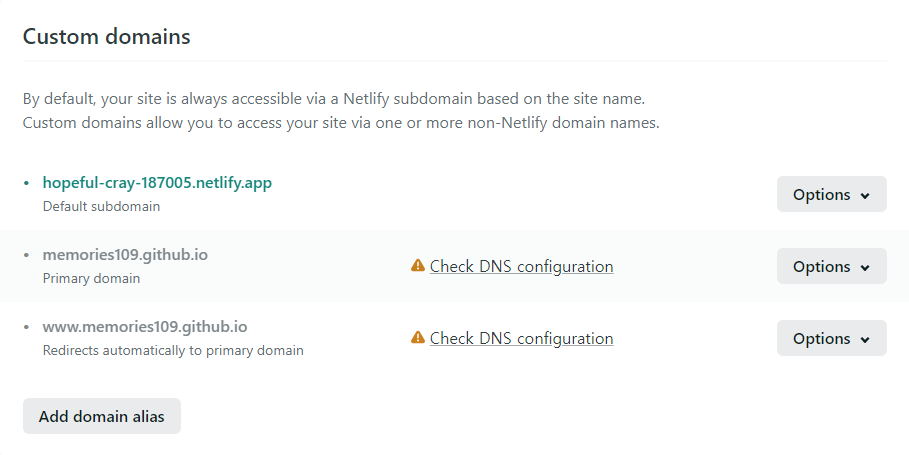 Custom domains
By default, your site is always accessible via a Netlify subdomain based on the site name.
Custom domains allow you to access your site via one or more non-Netlify domain names.
• hopeful-cray-187005.netlify.app
Default subdomain
Options
• memories109.github.io
Primary domain
Check DNS configuration
Options
• www.memories109.github.io
Redirects automatically to primary domain
Check DNS configuration
Options
Add domain alias